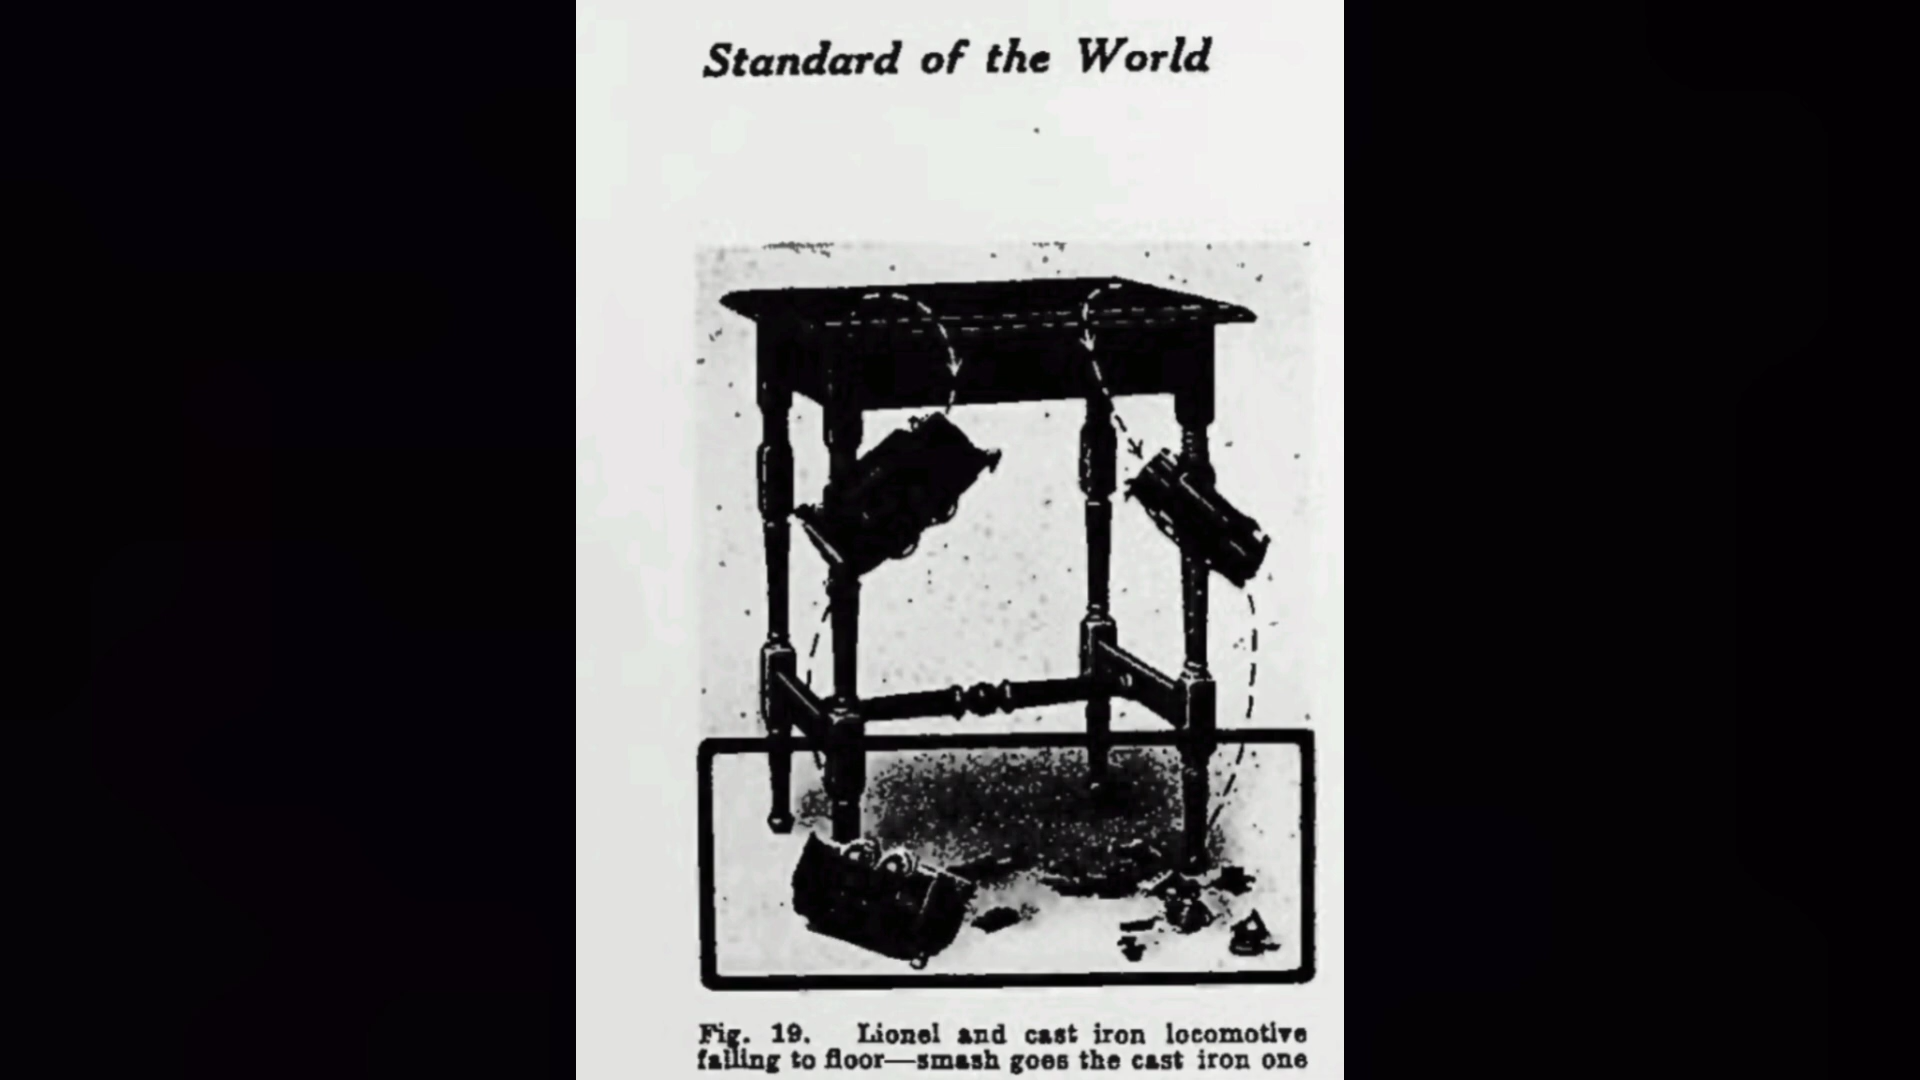 Standard of the World
Fig. 19. Lionel and cast iron locomotive
falling to floor—smash goes the cast iron one